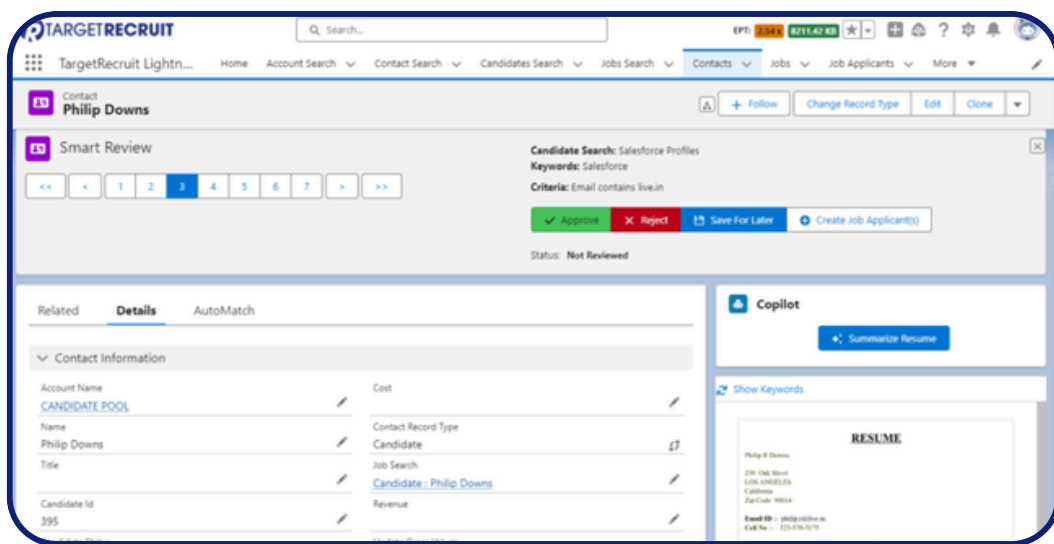 TARGETRECRUIT
Search...
EPT: 2.54 s 8211.42 KB
TargetRecruit Lightn... Home Account Search Contact Search Candidates Search Jobs Search Contacts Jobs Job Applicants More
Contact
Philip Downs
+ Follow Change Record Type Edit Clone
Smart Review
<< < 1 2 3 4 5 6 7 > >>
Candidate Search: Salesforce Profiles
Keywords: Salesforce
Criteria: Email contains live.in
Approve Reject Save For Later Create Job Applicant(s)
Status: Not Reviewed
Related Details AutoMatch
Contact Information
Account Name
CANDIDATE POOL
Cost
Name
Philip Downs
Contact Record Type
Candidate
Title
Job Search
Candidate : Philip Downs
Candidate Id
395
Revenue
Copilot
Summarize Resume
Show Keywords
RESUME
Philip R Downs
Oak Street
LOS ANGELES
California
Zip Code
Email ID :-
Cell No :-